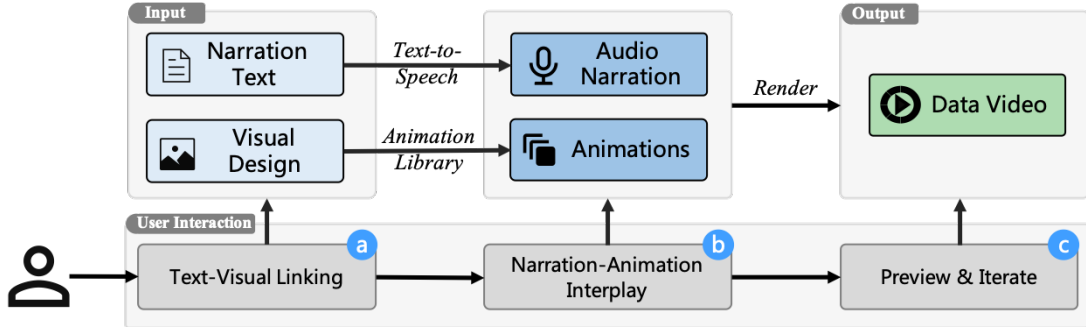 Input
Output
Narration
Text
Text-to-
Speech
Audio
Narration
Render
Data Video
Visual
Design
Animation
Library
Animations
User Interaction
a
Text-Visual Linking
b
Narration-Animation
Interplay
c
Preview & Iterate